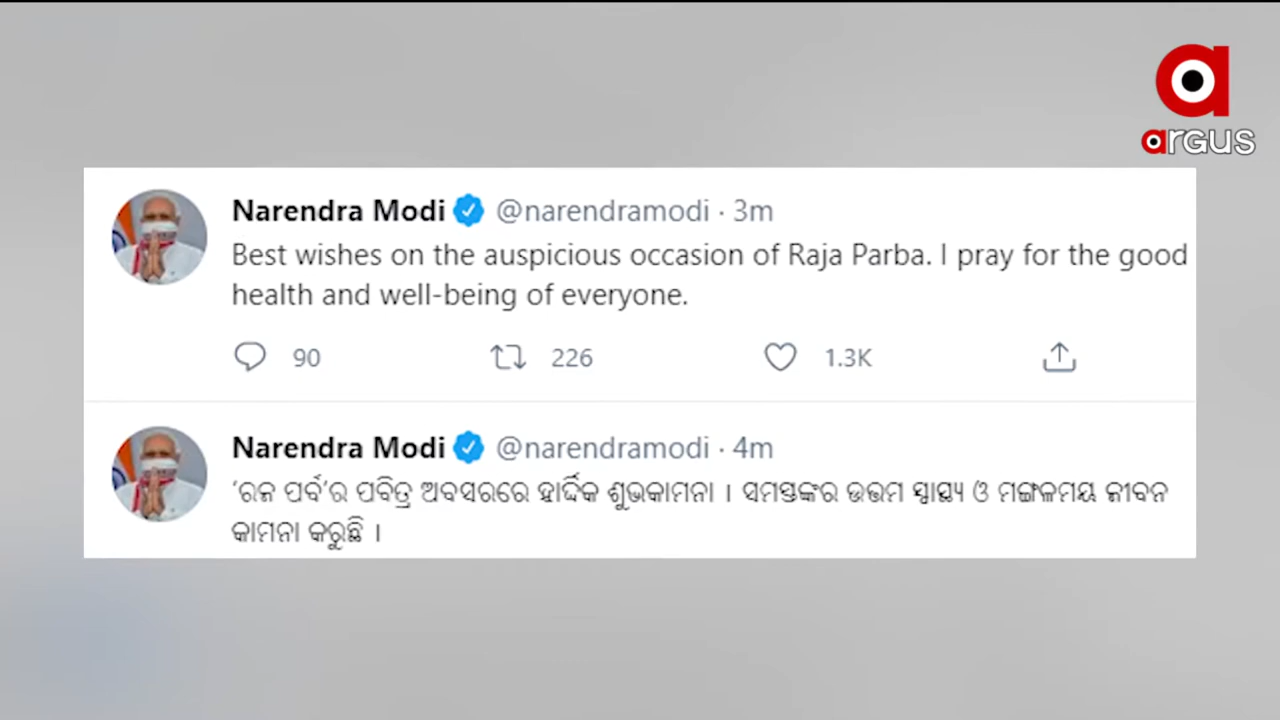 a
argus
Narendra Modi @narendramodi · 3m
Best wishes on the auspicious occasion of Raja Parba. I pray for the good
health and well-being of everyone.
90 226 1.3K
Narendra Modi @narendramodi · 4m
‘ରଜ ପର୍ବ’ର ପବିତ୍ର ଅବସରରେ ହାର୍ଦ୍ଦିକ ଶୁଭକାମନା । ସମସ୍ତଙ୍କର ଉତ୍ତମ ସ୍ୱାସ୍ଥ୍ୟ ଓ ମଙ୍ଗଳମୟ ଜୀବନ
କାମନା କରୁଛି ।